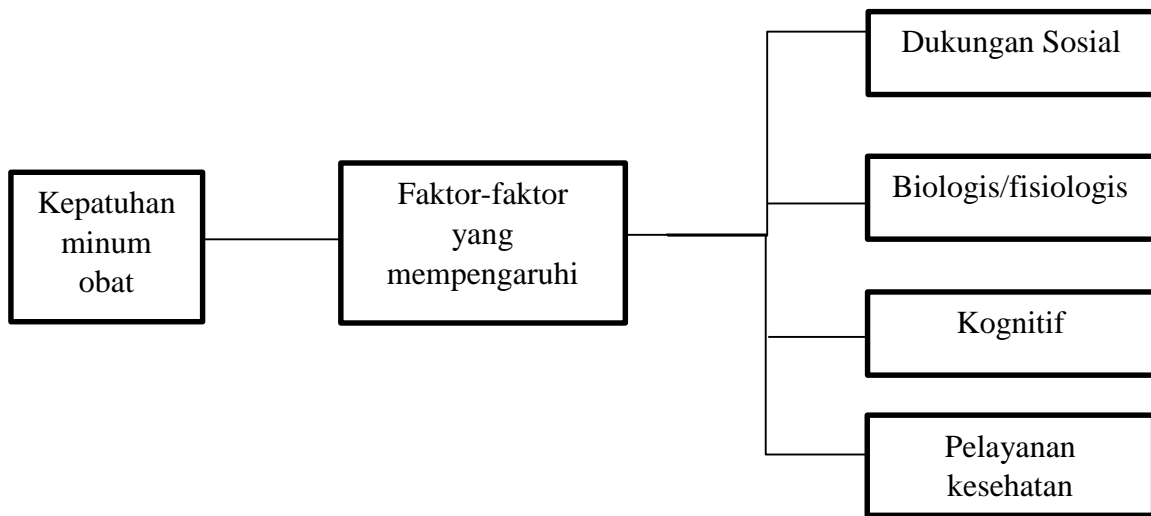 Kepatuhan
minum
obat
Faktor-faktor
yang
mempengaruhi
Dukungan Sosial
Biologis/fisiologis
Kognitif
Pelayanan
kesehatan